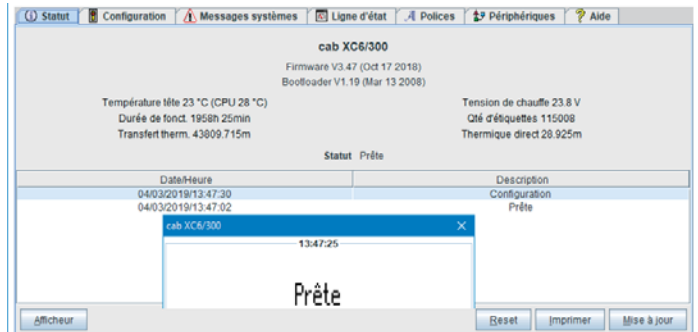 Statut Configuration Messages systèmes Ligne d'état Polices Périphériques Aide
cab XC6/300
Firmware V3.47 (Oct 17 2018)
Bootloader V1.19 (Mar 13 2008)
Température tête 23 °C (CPU 28 °C) Tension de chauffe 23.8 V
Durée de fonct. 1958h 25min Qté d'étiquettes 115008
Transfert therm. 43809.715m Thermique direct 28.925m
Statut Prête
Date/Heure Description
04/03/2019/13:47:30 Configuration
04/03/2019/13:47:02 Prête
cab XC6/300
13:47:25
Prête
Afficheur Reset Imprimer Mise à jour